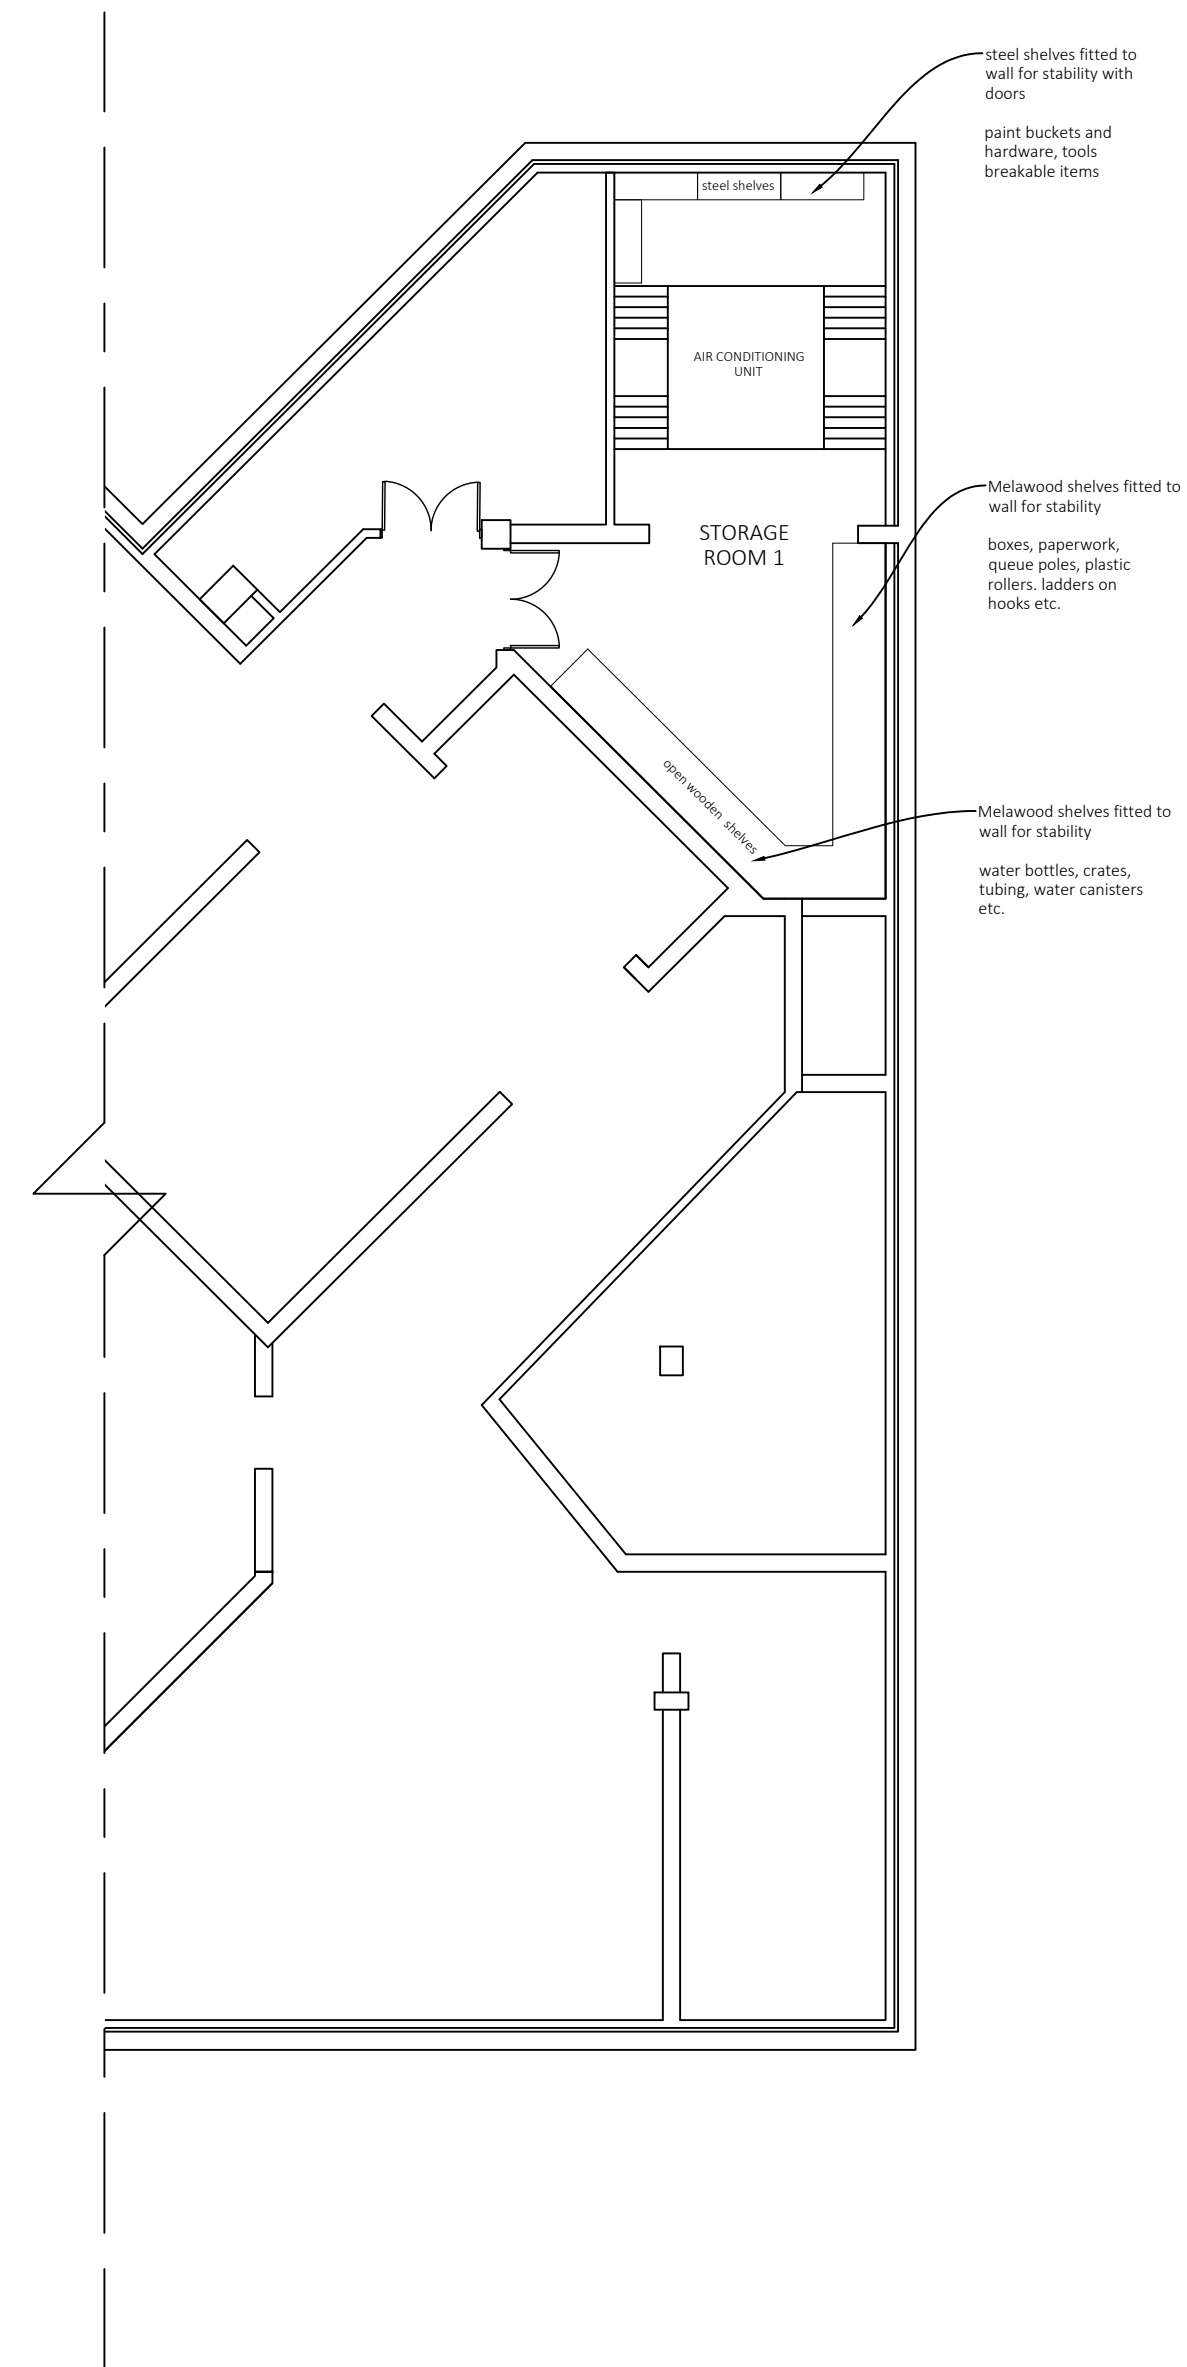 steel shelves fitted to
wall for stability with
doors
paint buckets and
hardware, tools
breakable items
steel shelves
AIR CONDITIONING
UNIT
Melawood shelves fitted to
wall for stability
boxes, paperwork,
queue poles, plastic
rollers. ladders on
hooks etc.
STORAGE
ROOM 1
open wooden shelves
Melawood shelves fitted to
wall for stability
water bottles, crates,
tubing, water canisters
etc.